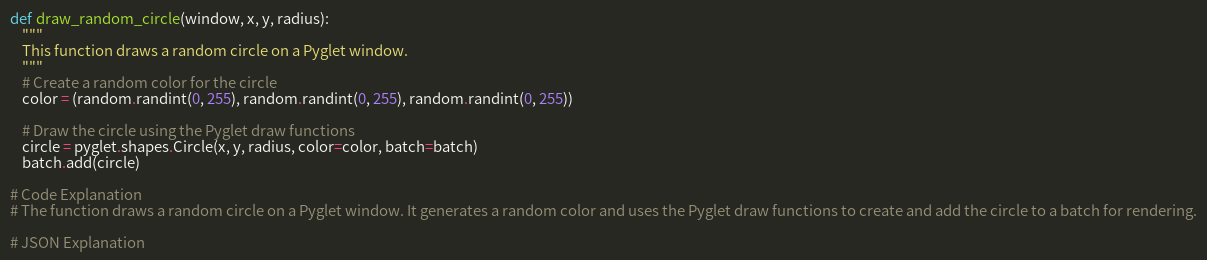 def draw_random_circle(window, x, y, radius):
"""
This function draws a random circle on a Pyglet window.
"""
# Create a random color for the circle
color = (random.randint(0, 255), random.randint(0, 255), random.randint(0, 255))
# Draw the circle using the Pyglet draw functions
circle = pyglet.shapes.Circle(x, y, radius, color=color, batch=batch)
batch.add(circle)
# Code Explanation
# The function draws a random circle on a Pyglet window. It generates a random color and uses the Pyglet draw functions to create and add the circle to a batch for rendering.
# JSON Explanation